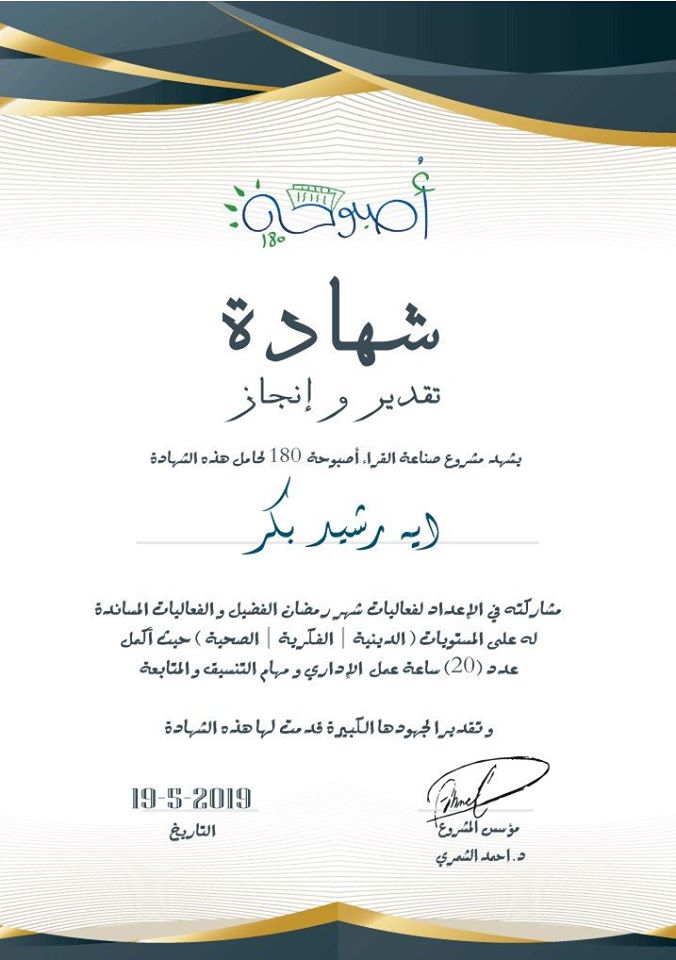 أُصبوحة
180
شهادة
تقدير و إنجاز
يشهد مشروع صناعة القراء أصبوحة 180 لحامل هذه الشهادة
ايه رشيد بكر
مشاركته في الإعداد لفعاليات شهر رمضان الفضيل و الفعاليات المساندة
له على المستويات ( الدينية | الفكرية | الصحية ) حيث أكمل
عدد (20) ساعة عمل الإداري و مهام التنسيق و المتابعة
و تقديرا لجهودها الكبيرة قدمت لها هذه الشهادة
مؤسس المشروع
د. احمد الشمري
19-5-2019
التاريخ